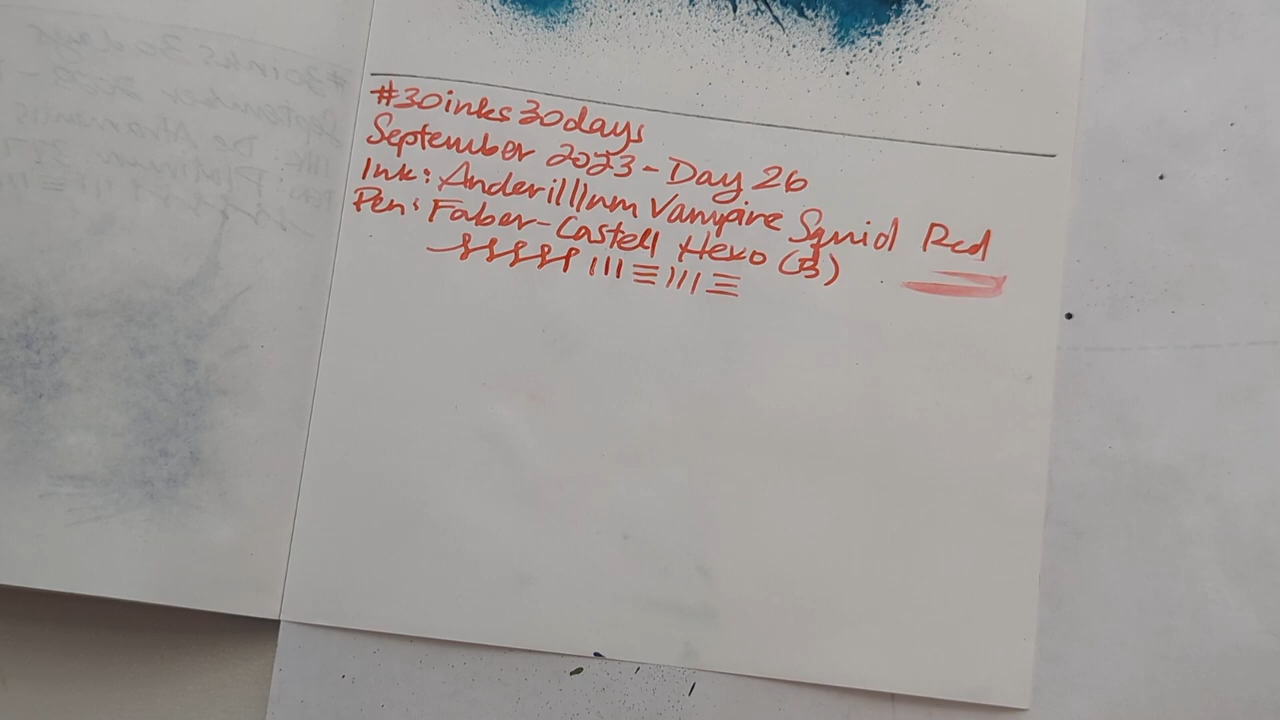 #30inks30days
September 2023 - Day 26
Ink: Anderillium Vampire Squid Red
Pen: Faber-Castell Hexo (B)